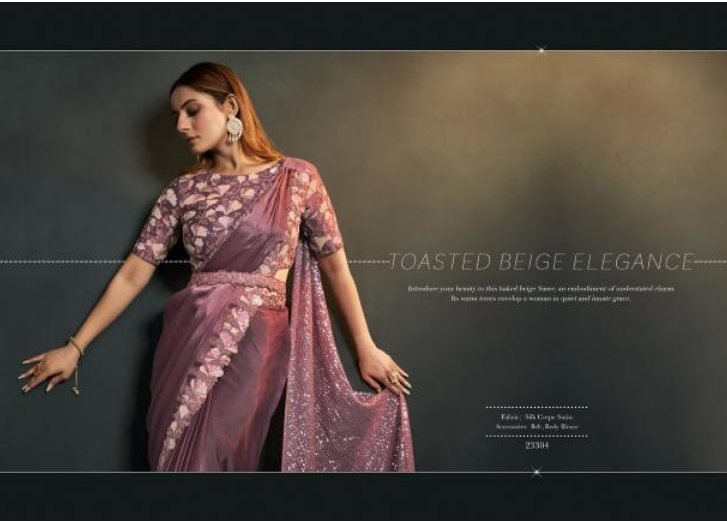 TOASTED BEIGE ELEGANCE
Introduce your beauty to this baked beige Saree, an embodiment of understated charm.
Its warm tones envelop a woman in quiet and innate grace.
Fabric: Silk Crepe Satin
Accessories: Belt, Redy Blouse
23304